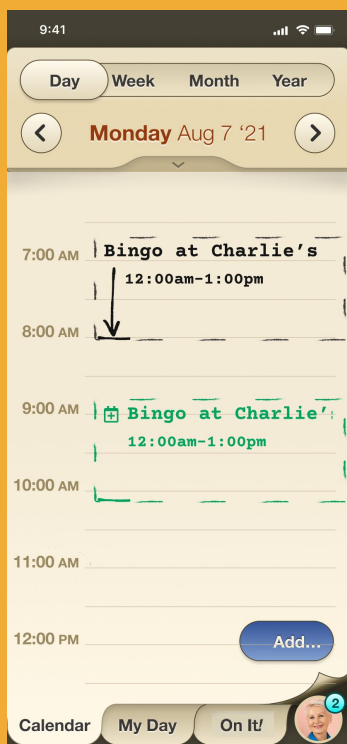 9:41
Day Week Month Year
Monday Aug 7 ‘21
7:00 AM Bingo at Charlie’s
12:00am-1:00pm
8:00 AM
9:00 AM Bingo at Charlie’
12:00am-1:00pm
10:00 AM
11:00 AM
12:00 PM
Add...
2
Calendar My Day On It!